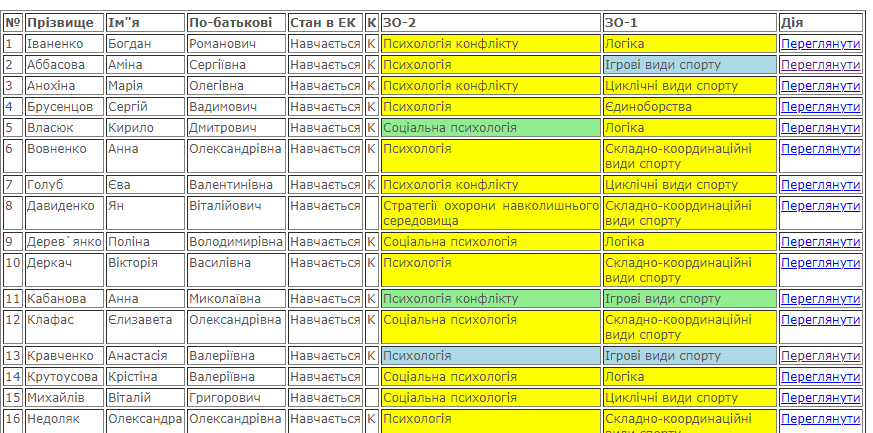 № Прізвище Ім"я По-батькові Стан в ЕК К ЗО-2 ЗО-1 Дія
1 Іваненко Богдан Романович Навчається К Психологія конфлікту Логіка Переглянути
2 Аббасова Аміна Сергіївна Навчається К Психологія Ігрові види спорту Переглянути
3 Анохіна Марія Олегівна Навчається К Психологія конфлікту Циклічні види спорту Переглянути
4 Брусенцов Сергій Вадимович Навчається К Психологія Єдиноборства Переглянути
5 Власюк Кирило Дмитрович Навчається К Соціальна психологія Логіка Переглянути
6 Вовненко Анна Олександрівна Навчається К Психологія Складно-координаційні
види спорту Переглянути
7 Голуб Єва Валентинівна Навчається К Психологія конфлікту Циклічні види спорту Переглянути
8 Давиденко Ян Віталійович Навчається Стратегії охорони навколишнього Складно-координаційні
середовища види спорту Переглянути
9 Дерев`янко Поліна Володимирівна Навчається К Соціальна психологія Логіка Переглянути
10 Деркач Вікторія Василівна Навчається К Психологія Складно-координаційні
види спорту Переглянути
11 Кабанова Анна Миколаївна Навчається К Психологія конфлікту Ігрові види спорту Переглянути
12 Клафас Єлизавета Олександрівна Навчається К Соціальна психологія Складно-координаційні
види спорту Переглянути
13 Кравченко Анастасія Валеріївна Навчається К Психологія Ігрові види спорту Переглянути
14 Крутоусова Крістіна Валеріївна Навчається Соціальна психологія Логіка Переглянути
15 Михайлів Віталій Григорович Навчається Соціальна психологія Циклічні види спорту Переглянути
16 Недоляк Олександра Олександрівна Навчається К Психологія Складно-координаційні
види спорту Переглянути